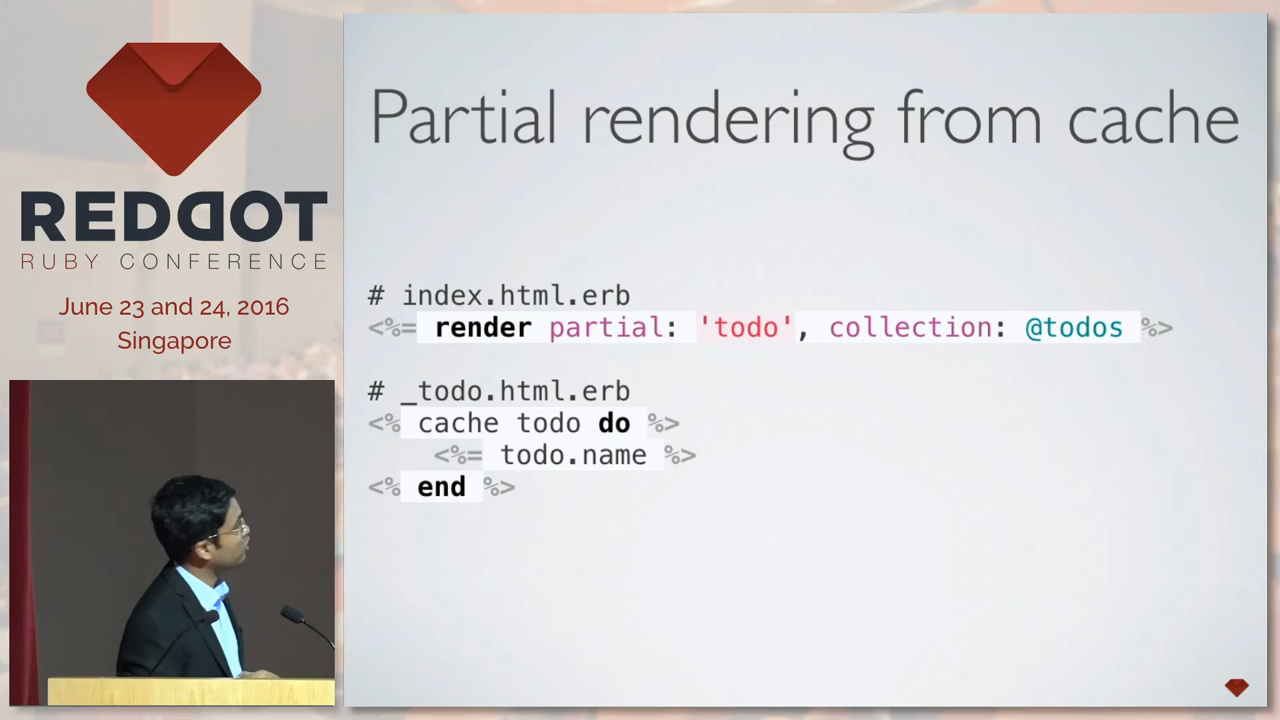 REDDOT
RUBY CONFERENCE
June 23 and 24, 2016
Singapore
Partial rendering from cache
# index.html.erb
<%= render partial: 'todo', collection: @todos %>
# _todo.html.erb
<% cache todo do %>
<%= todo.name %>
<% end %>